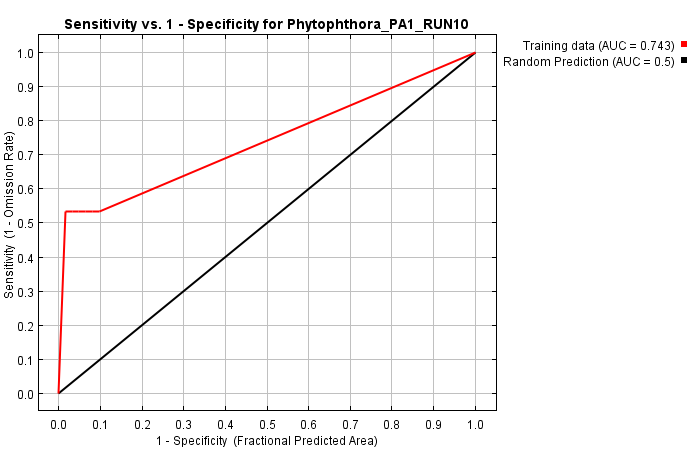 Sensitivity vs. 1 - Specificity for Phytophthora_PA1_RUN10
Training data (AUC = 0.743)
Random Prediction (AUC = 0.5)
Sensitivity (1 - Omission Rate)
1.0
0.9
0.8
0.7
0.6
0.5
0.4
0.3
0.2
0.1
0.0
0.0 0.1 0.2 0.3 0.4 0.5 0.6 0.7 0.8 0.9 1.0
1 - Specificity (Fractional Predicted Area)